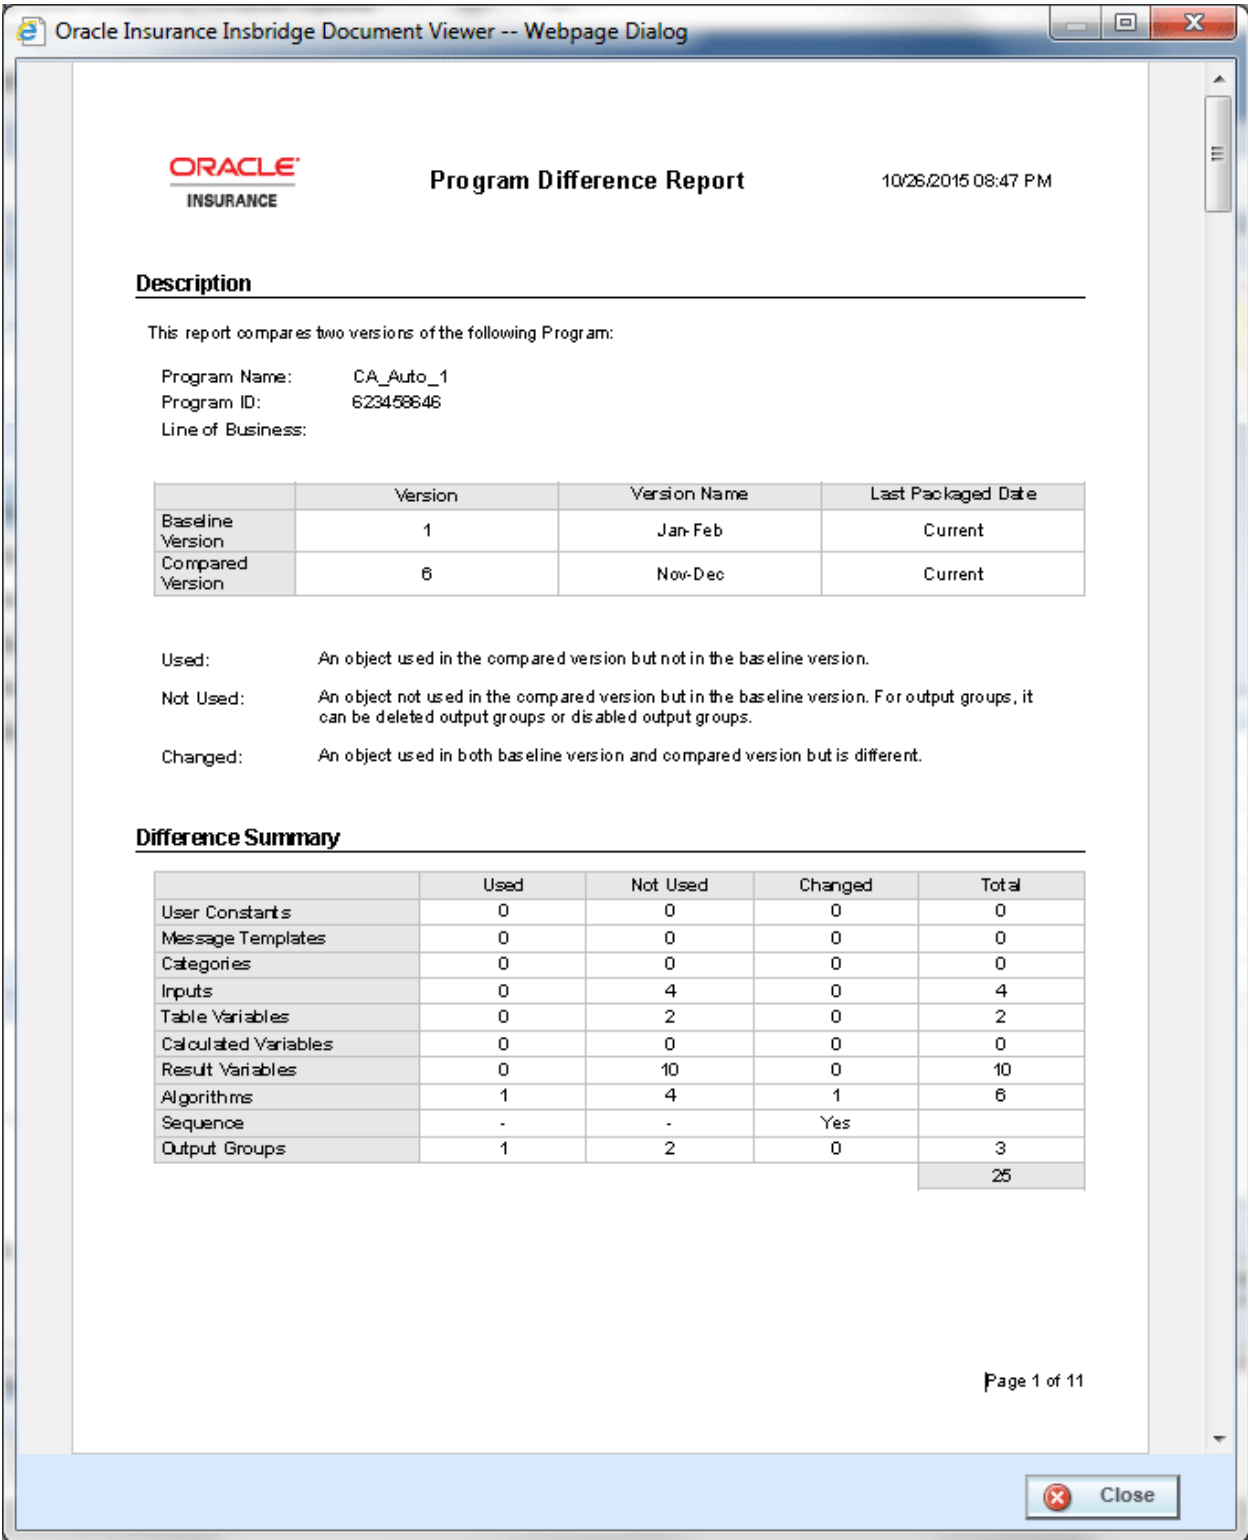 Oracle Insurance Insbridge Document Viewer -- Webpage Dialog
ORACLE
INSURANCE
Program Difference Report
10/26/2015 08:47 PM
Description
This report compares two versions of the following Program:
Program Name: CA_Auto_1
Program ID: 623458646
Line of Business:
Version Version Name Last Packaged Date
Baseline
Version
1 Jan-Feb Current
Compared
Version
6 Nov-Dec Current
Used: An object used in the compared version but not in the baseline version.
Not Used: An object not used in the compared version but in the baseline version. For output groups, it
can be deleted output groups or disabled output groups.
Changed: An object used in both baseline version and compared version but is different.
Difference Summary
Used Not Used Changed Total
User Constants 0 0 0 0
Message Templates 0 0 0 0
Categories 0 0 0 0
Inputs 0 4 0 4
Table Variables 0 2 0 2
Calculated Variables 0 0 0 0
Result Variables 0 10 0 10
Algorithms 1 4 1 6
Sequence - - Yes
Output Groups 1 2 0 3
25
Page 1 of 11
Close